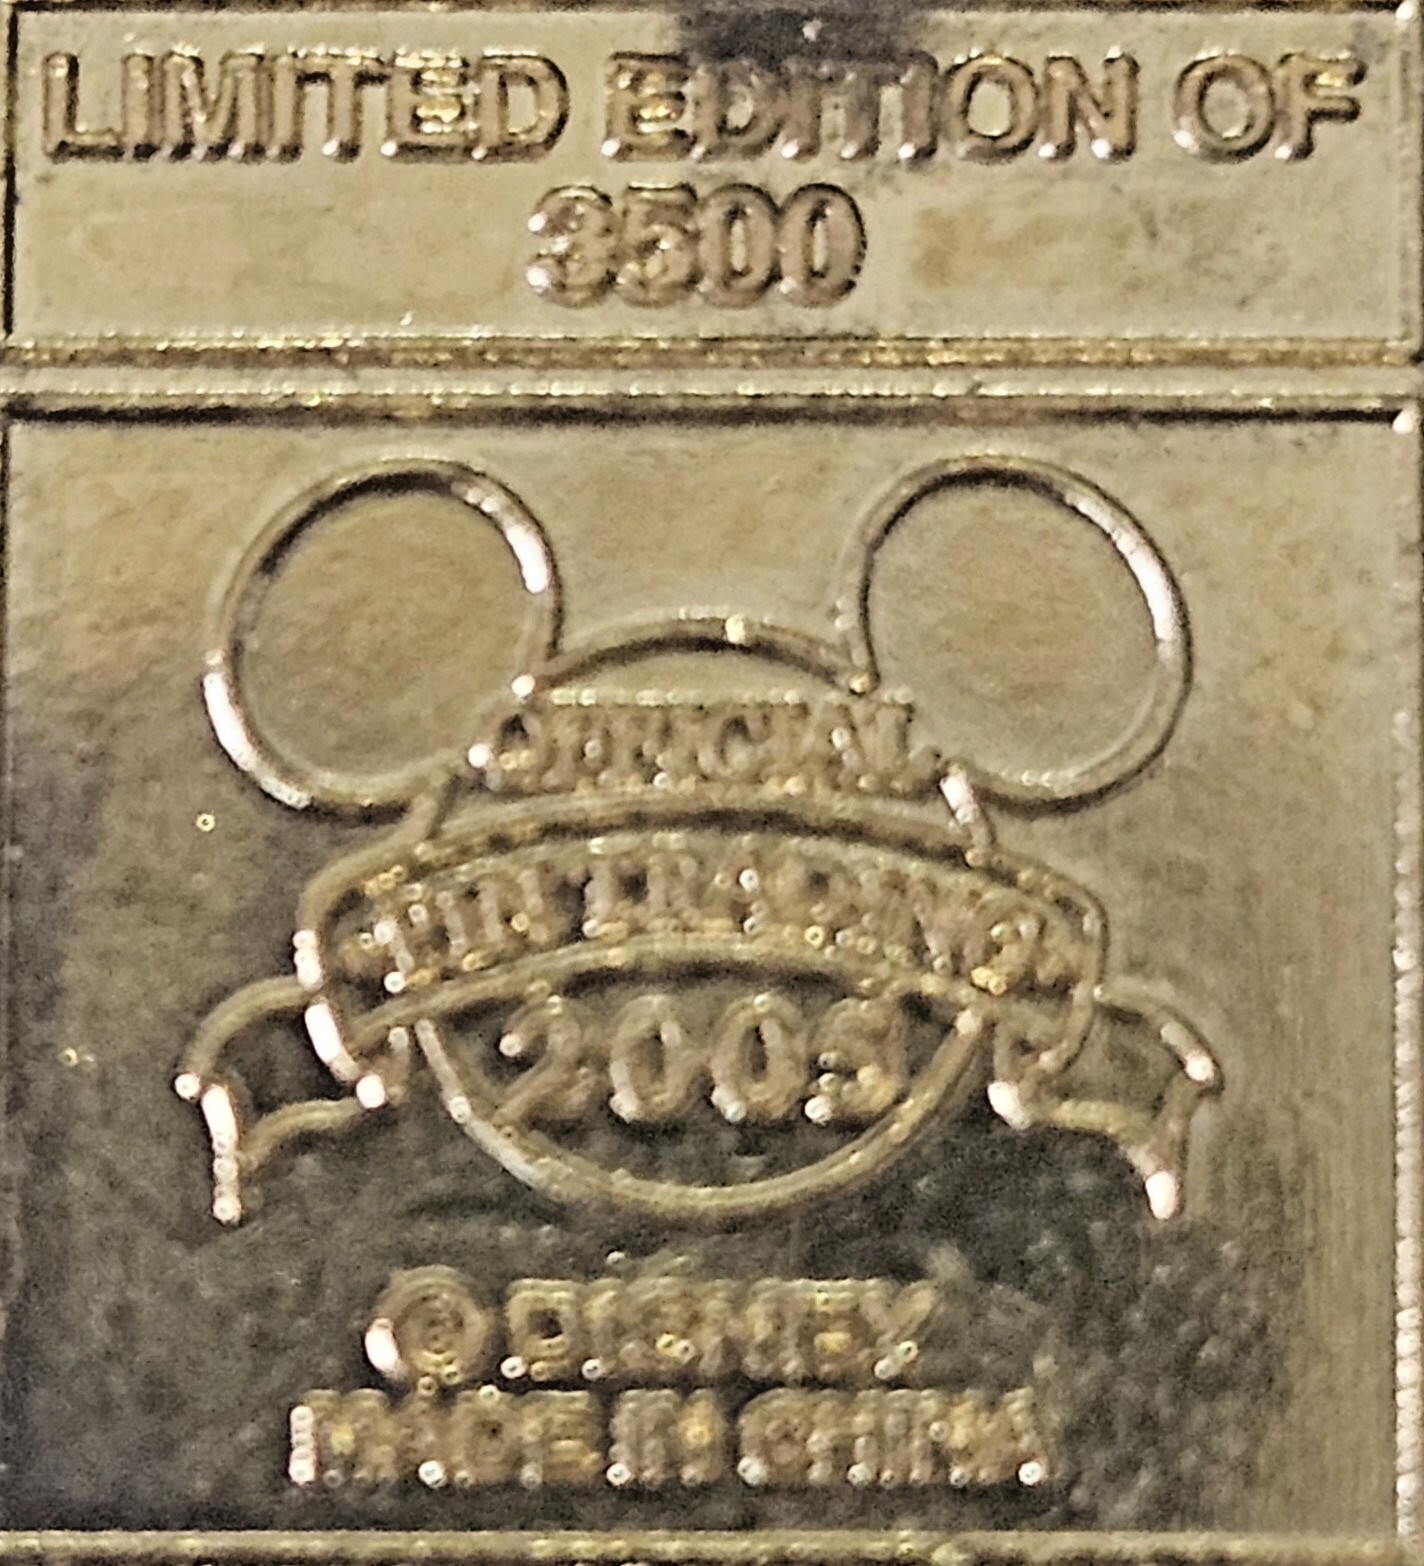 LIMITED EDITION OF
3500
OFFICIAL
PIN TRADING
2003
© DISNEY
MADE IN CHINA